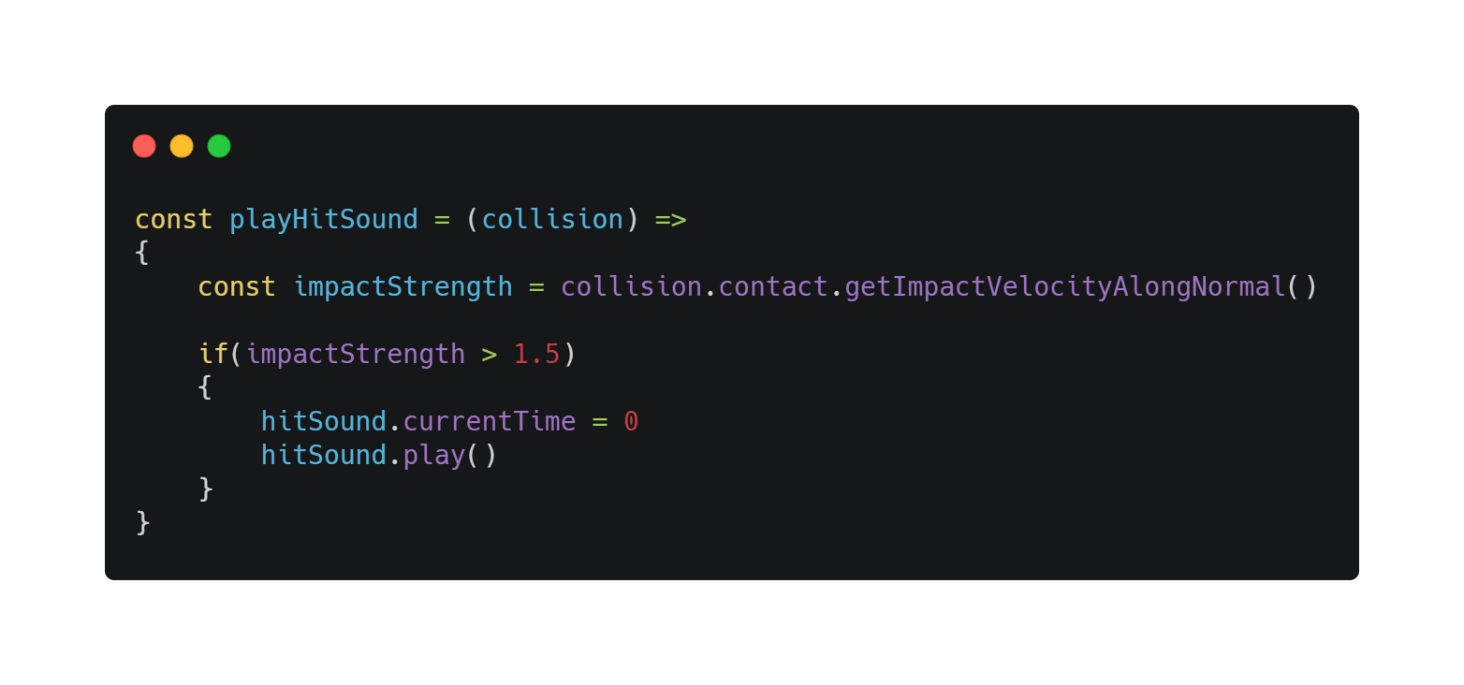 const playHitSound = (collision) =>
{
    const impactStrength = collision.contact.getImpactVelocityAlongNormal()

    if(impactStrength > 1.5)
    {
        hitSound.currentTime = 0
        hitSound.play()
    }
}